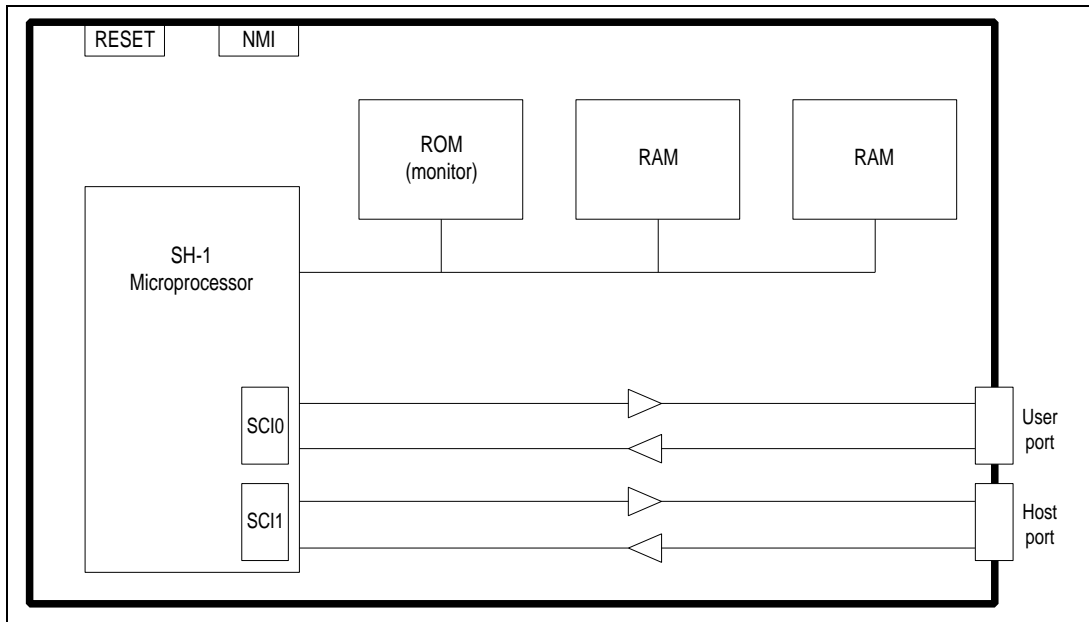 RESET
NMI
ROM
(monitor)
RAM
RAM
SH-1
Microprocessor
SCI0
User
port
SCI1
Host
port